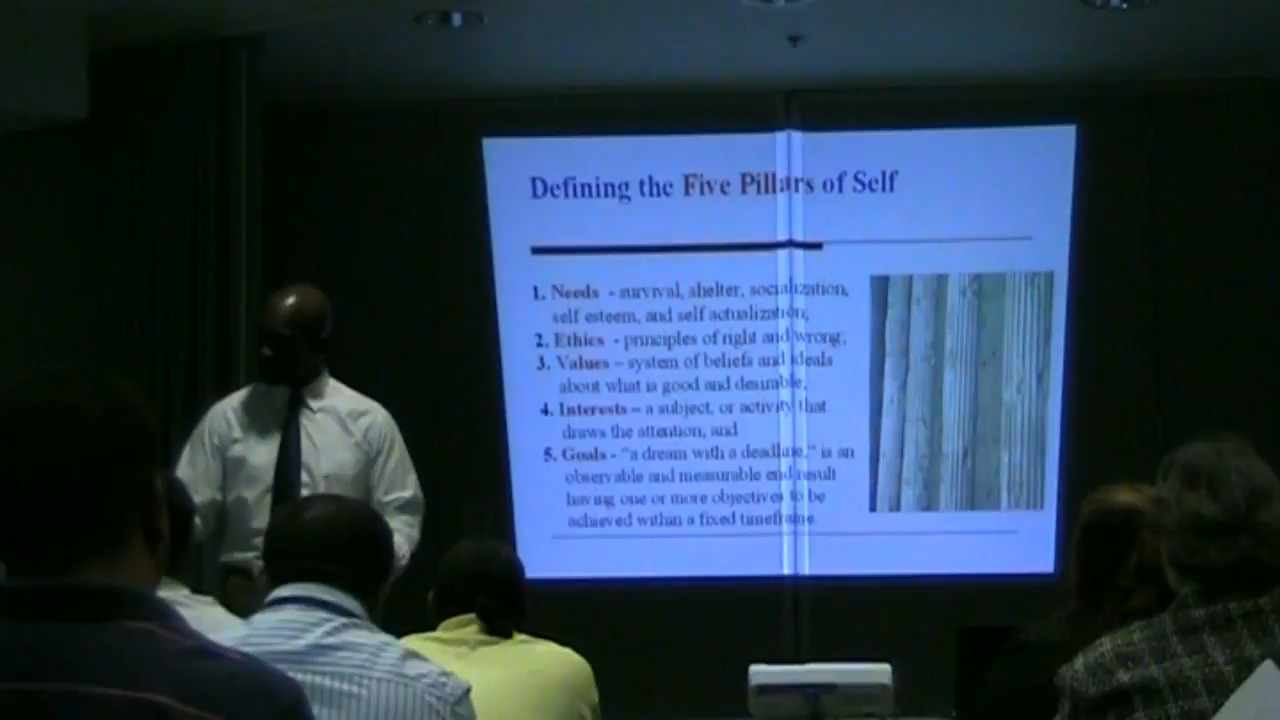 Defining the Five Pillars of Self
1. Needs - survival, shelter, socialization,
self esteem, and self actualization;
2. Ethics - principles of right and wrong;
3. Values – system of beliefs and ideals
about what is good and desirable,
4. Interests – a subject, or activity that
draws the attention, and
5. Goals - "a dream with a deadline," is an
observable and measurable end result
having one or more objectives to be
achieved within a fixed timeframe.